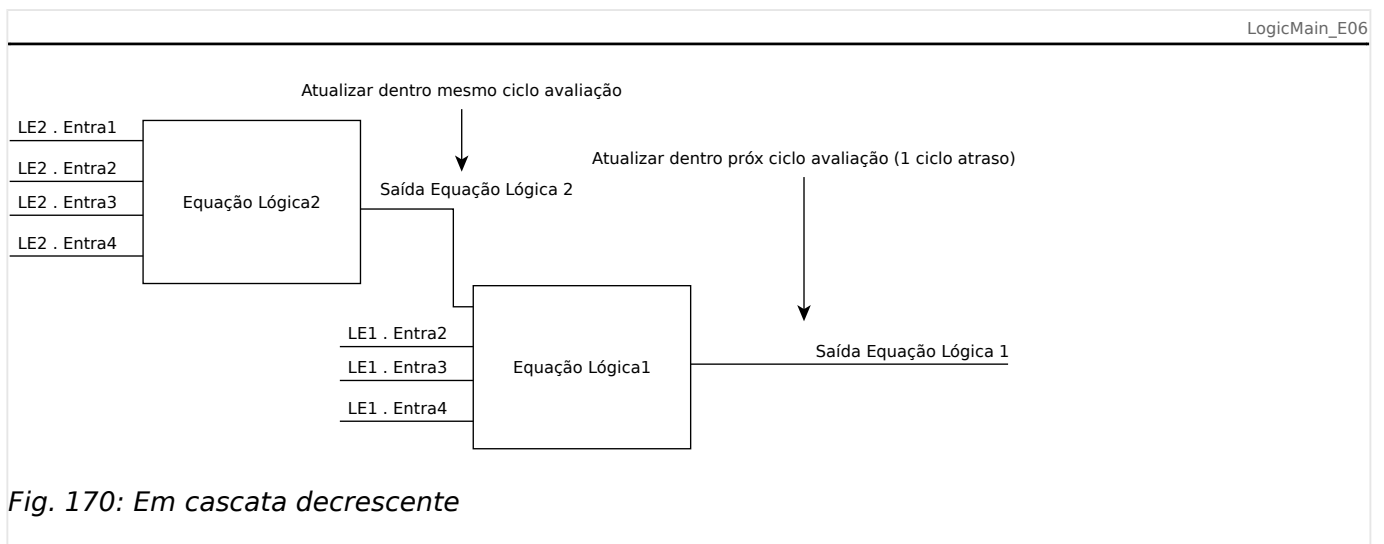 LogicMain_E06
Atualizar dentro mesmo ciclo avaliação
LE2 . Entra1
LE2 . Entra2
LE2 . Entra3
LE2 . Entra4
Equação Lógica2
Saída Equação Lógica 2
Atualizar dentro próx ciclo avaliação (1 ciclo atraso)
LE1 . Entra2
LE1 . Entra3
LE1 . Entra4
Equação Lógica1
Saída Equação Lógica 1
Fig. 170: Em cascata decrescente